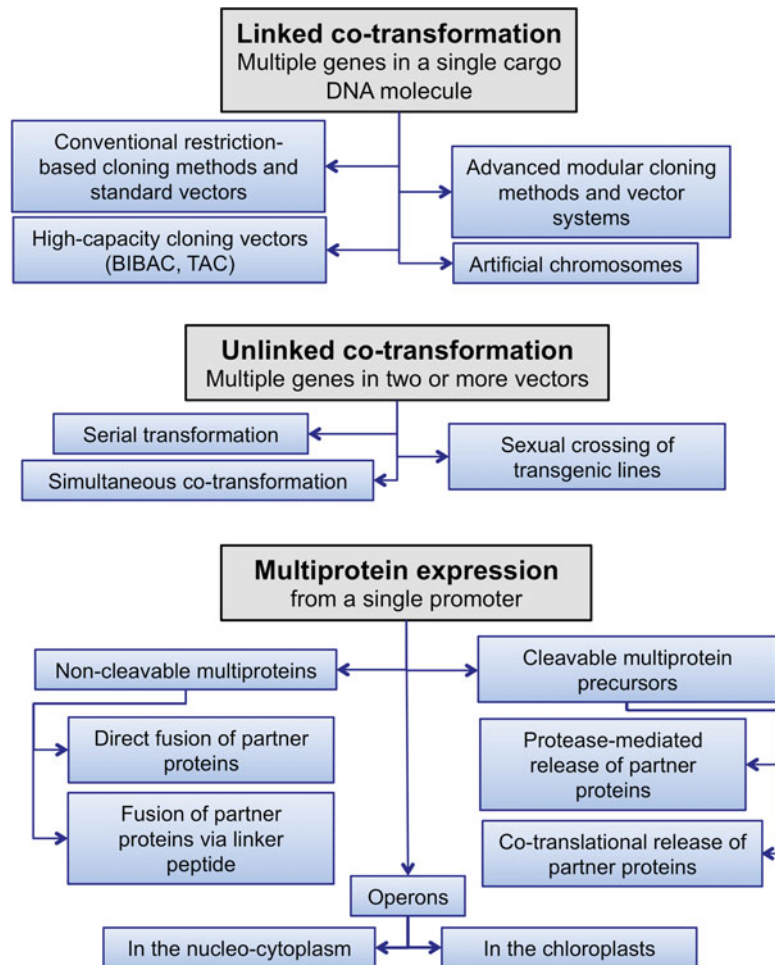 Linked co-transformation
Multiple genes in a single cargo
DNA molecule
Conventional restriction-
based cloning methods and
standard vectors
Advanced modular cloning
methods and vector
systems
High-capacity cloning vectors
(BIBAC, TAC)
Artificial chromosomes
Unlinked co-transformation
Multiple genes in two or more vectors
Serial transformation
Sexual crossing of
transgenic lines
Simultaneous co-transformation
Multiprotein expression
from a single promoter
Non-cleavable multiproteins
Cleavable multiprotein
precursors
Direct fusion of partner
proteins
Protease-mediated
release of partner
proteins
Fusion of partner
proteins via linker
peptide
Co-translational release of
partner proteins
Operons
In the nucleo-cytoplasm
In the chloroplasts